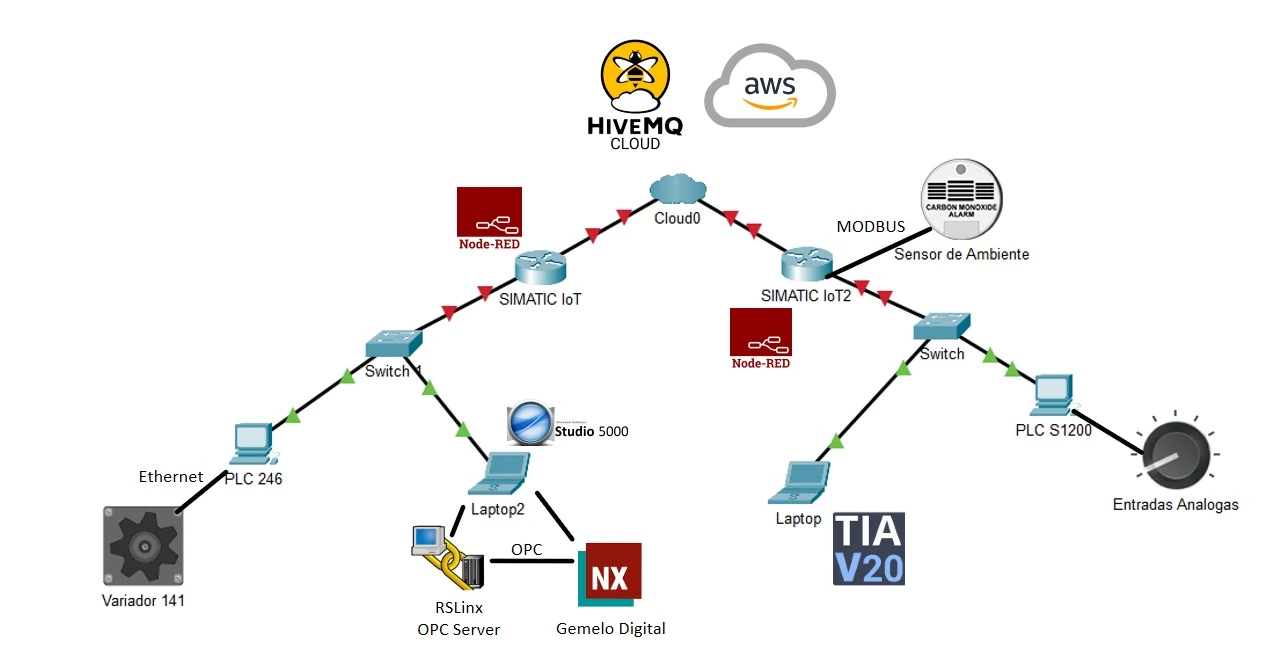 HIVEMQ
CLOUD
aws
Node-RED
Cloud0
CARBON MONOXIDE
ALARM
MODBUS
Sensor de Ambiente
SIMATIC IoT
SIMATIC IoT2
Node-RED
Switch 1
Switch
Studio 5000
PLC S1200
Ethernet
PLC 246
Laptop2
Laptop
Entradas Analogas
TIA
V20
OPC
NX
Variador 141
RSLinx
OPC Server
Gemelo Digital